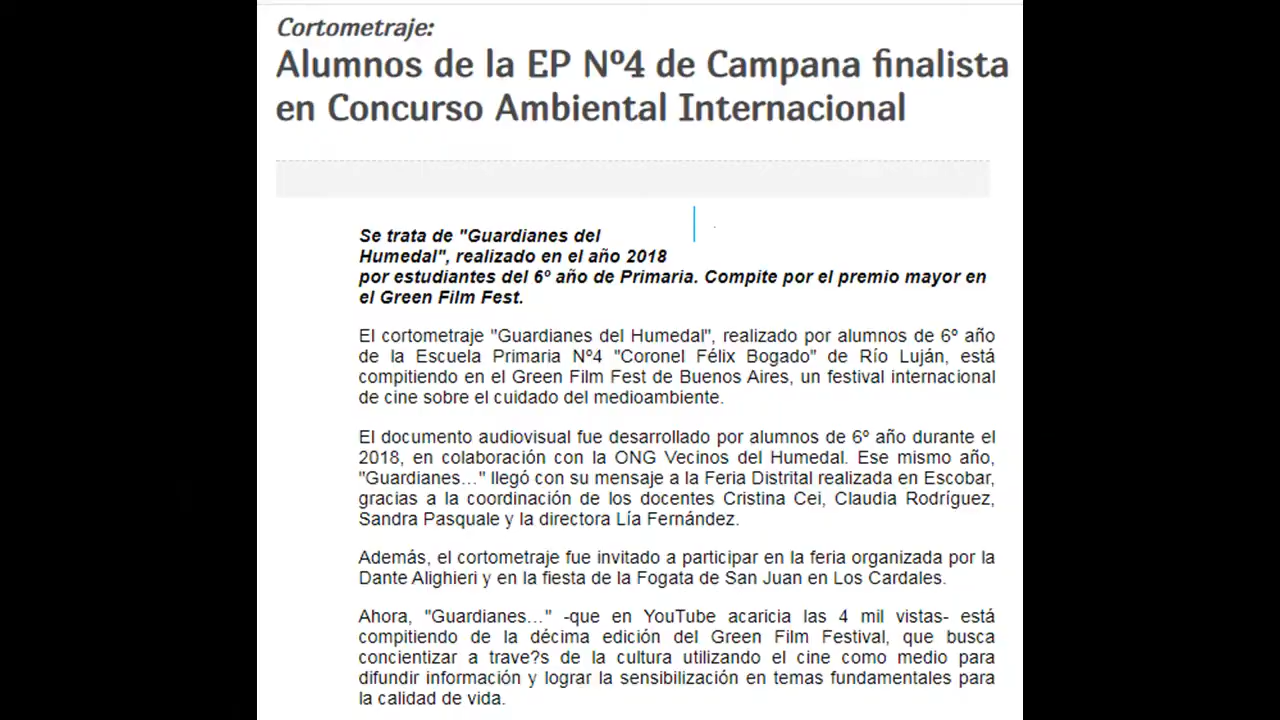 Cortometraje:
Alumnos de la EP Nº4 de Campana finalista
en Concurso Ambiental Internacional
Se trata de "Guardianes del
Humedal", realizado en el año 2018
por estudiantes del 6º año de Primaria. Compite por el premio mayor en
el Green Film Fest.
El cortometraje "Guardianes del Humedal", realizado por alumnos de 6º año
de la Escuela Primaria Nº4 "Coronel Félix Bogado" de Río Luján, está
compitiendo en el Green Film Fest de Buenos Aires, un festival internacional
de cine sobre el cuidado del medioambiente.
El documento audiovisual fue desarrollado por alumnos de 6º año durante el
2018, en colaboración con la ONG Vecinos del Humedal. Ese mismo año,
"Guardianes…" llegó con su mensaje a la Feria Distrital realizada en Escobar,
gracias a la coordinación de los docentes Cristina Cei, Claudia Rodríguez,
Sandra Pasquale y la directora Lía Fernández.
Además, el cortometraje fue invitado a participar en la feria organizada por la
Dante Alighieri y en la fiesta de la Fogata de San Juan en Los Cardales.
Ahora, "Guardianes…" -que en YouTube acaricia las 4 mil vistas- está
compitiendo de la décima edición del Green Film Festival, que busca
concientizar a trave?s de la cultura utilizando el cine como medio para
difundir información y lograr la sensibilización en temas fundamentales para
la calidad de vida.